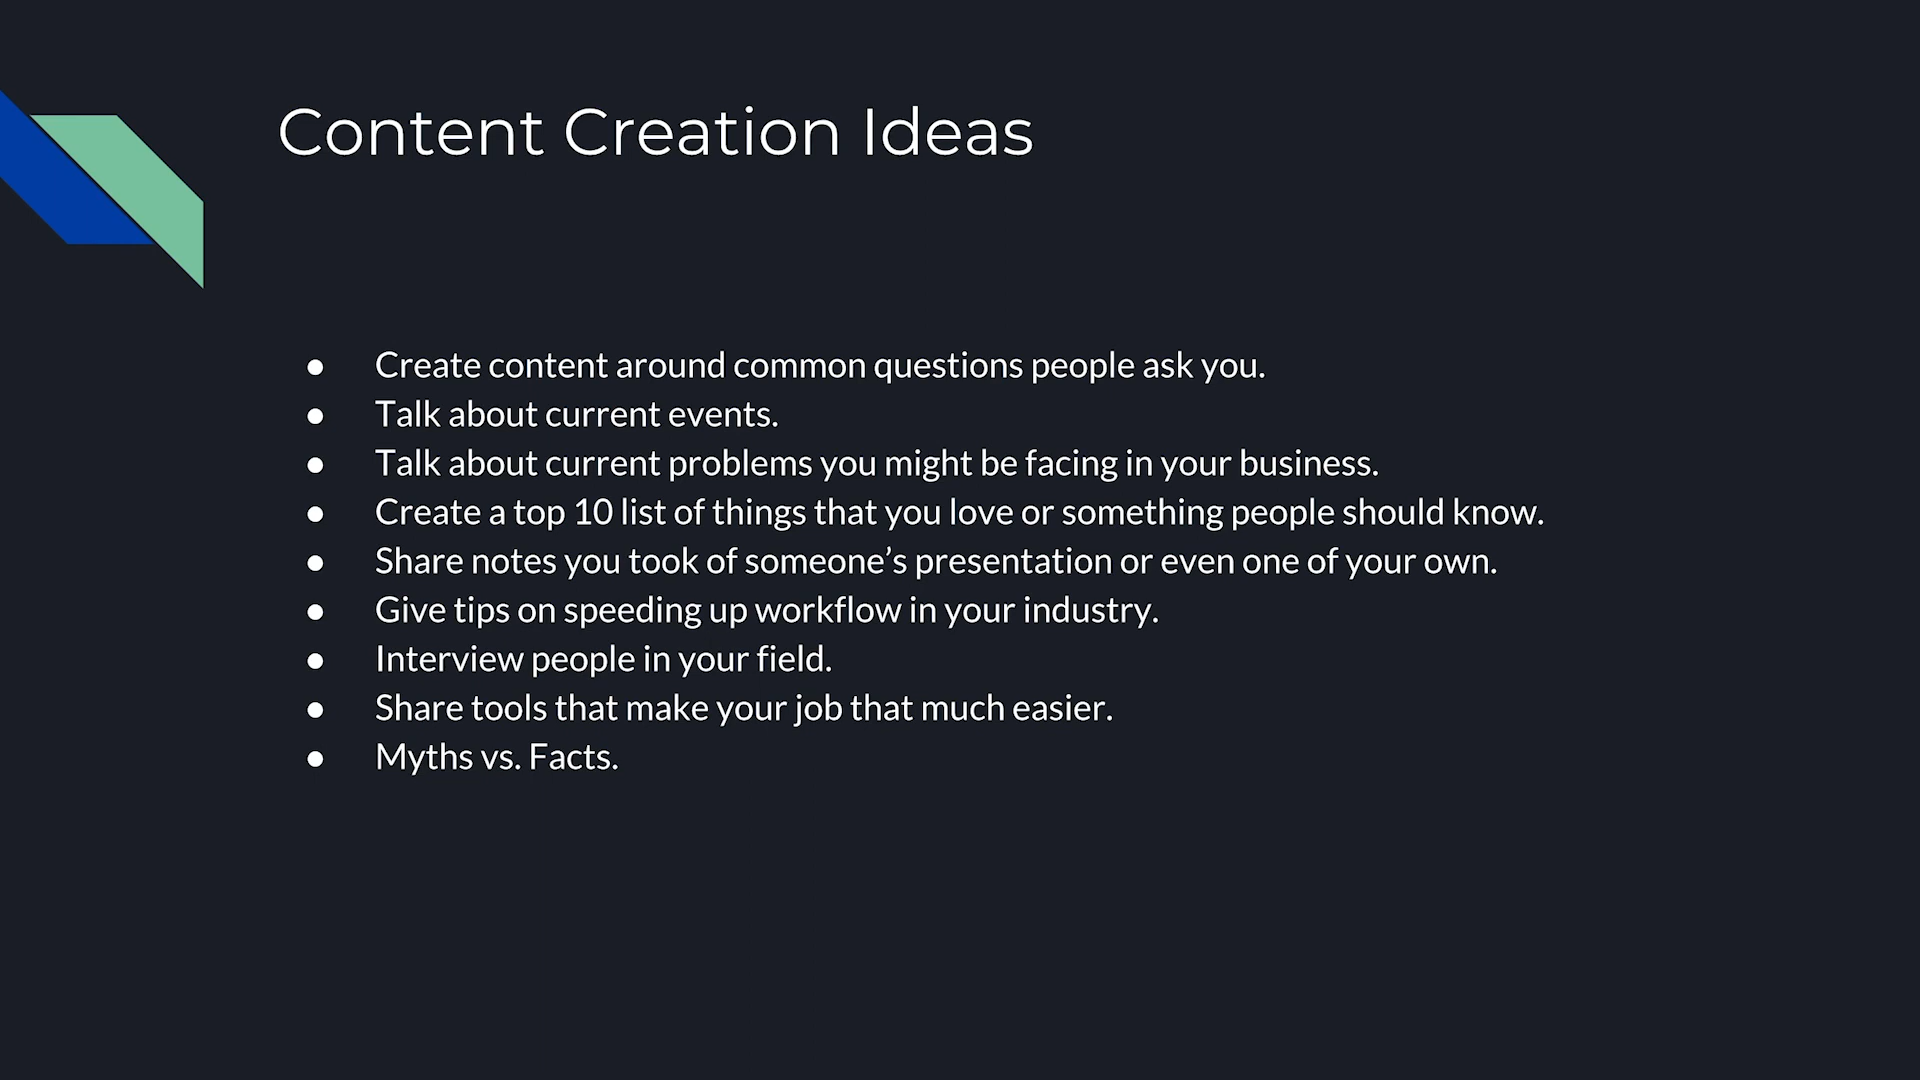 Content Creation Ideas
● Create content around common questions people ask you.
● Talk about current events.
● Talk about current problems you might be facing in your business.
● Create a top 10 list of things that you love or something people should know.
● Share notes you took of someone’s presentation or even one of your own.
● Give tips on speeding up workflow in your industry.
● Interview people in your field.
● Share tools that make your job that much easier.
● Myths vs. Facts.